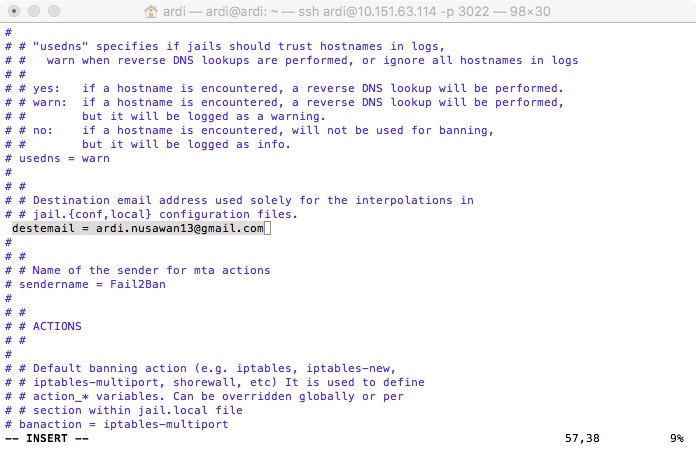 ardi — ardi@ardi: ~ — ssh ardi@10.151.63.114 -p 3022 — 98×30
#
# # "usedns" specifies if jails should trust hostnames in logs,
# #   warn when reverse DNS lookups are performed, or ignore all hostnames in logs
# #
# # yes:   if a hostname is encountered, a reverse DNS lookup will be performed.
# # warn:  if a hostname is encountered, a reverse DNS lookup will be performed,
# #        but it will be logged as a warning.
# # no:    if a hostname is encountered, will not be used for banning,
# #        but it will be logged as info.
# usedns = warn
#
# #
# # Destination email address used solely for the interpolations in
# # jail.{conf,local} configuration files.
destemail = ardi.nusawan13@gmail.com
#
# #
# # Name of the sender for mta actions
# sendername = Fail2Ban
#
# #
# # ACTIONS
# #
#
# # Default banning action (e.g. iptables, iptables-new,
# # iptables-multiport, shorewall, etc) It is used to define
# # action_* variables. Can be overridden globally or per
# # section within jail.local file
# banaction = iptables-multiport
-- INSERT -- 57,38 9%